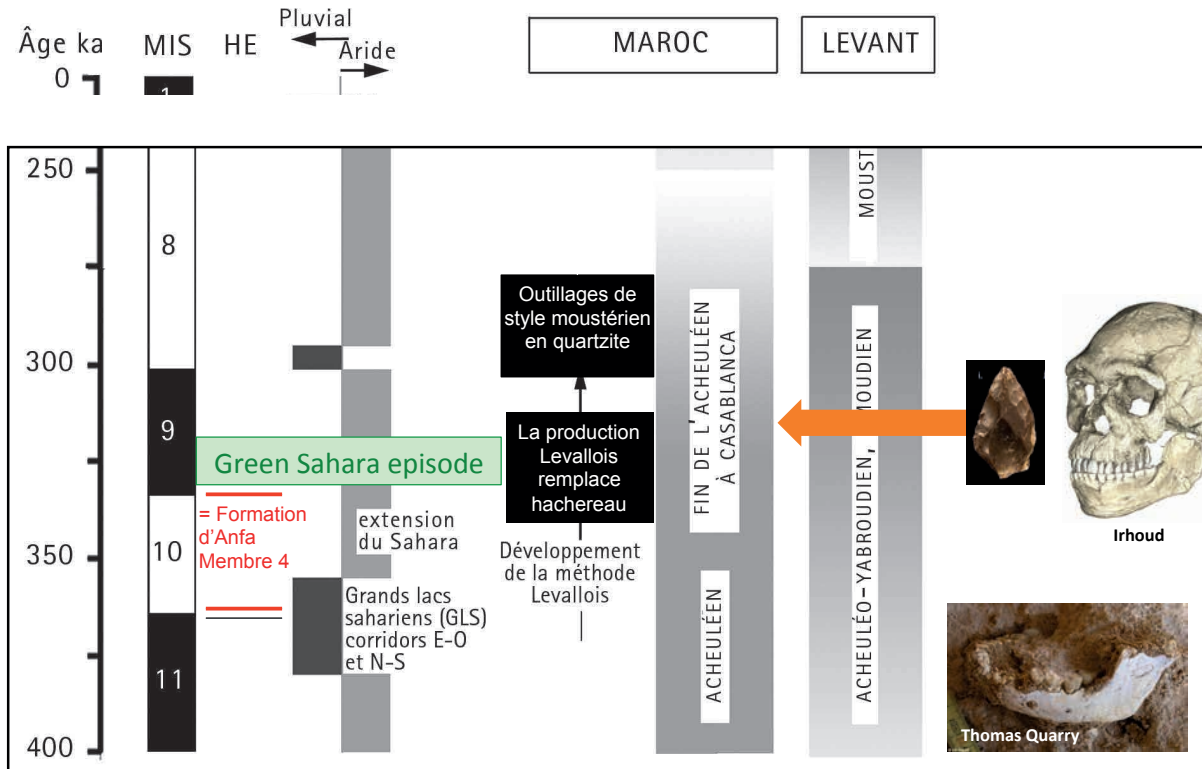 Pluvial
Âge ka
MIS
HE
Aride
MAROC
LEVANT
0
1
250
8
300
9
350
10
11
400
Green Sahara episode
= Formation
d'Anfa
Membre 4
extension
du Sahara
Grands lacs
sahariens (GLS)
corridors E-O
et N-S
Outillages de
style moustérien
en quartzite
La production
Levallois
remplace
hachereau
Développement
de la méthode
Levallois
FIN DE L'ACHEULÉEN
À CASABLANCA
ACHEULÉEN
MOUST
ACHEULÉO-YABROUDIEN, MOUDIEN
Irhoud
Thomas Quarry